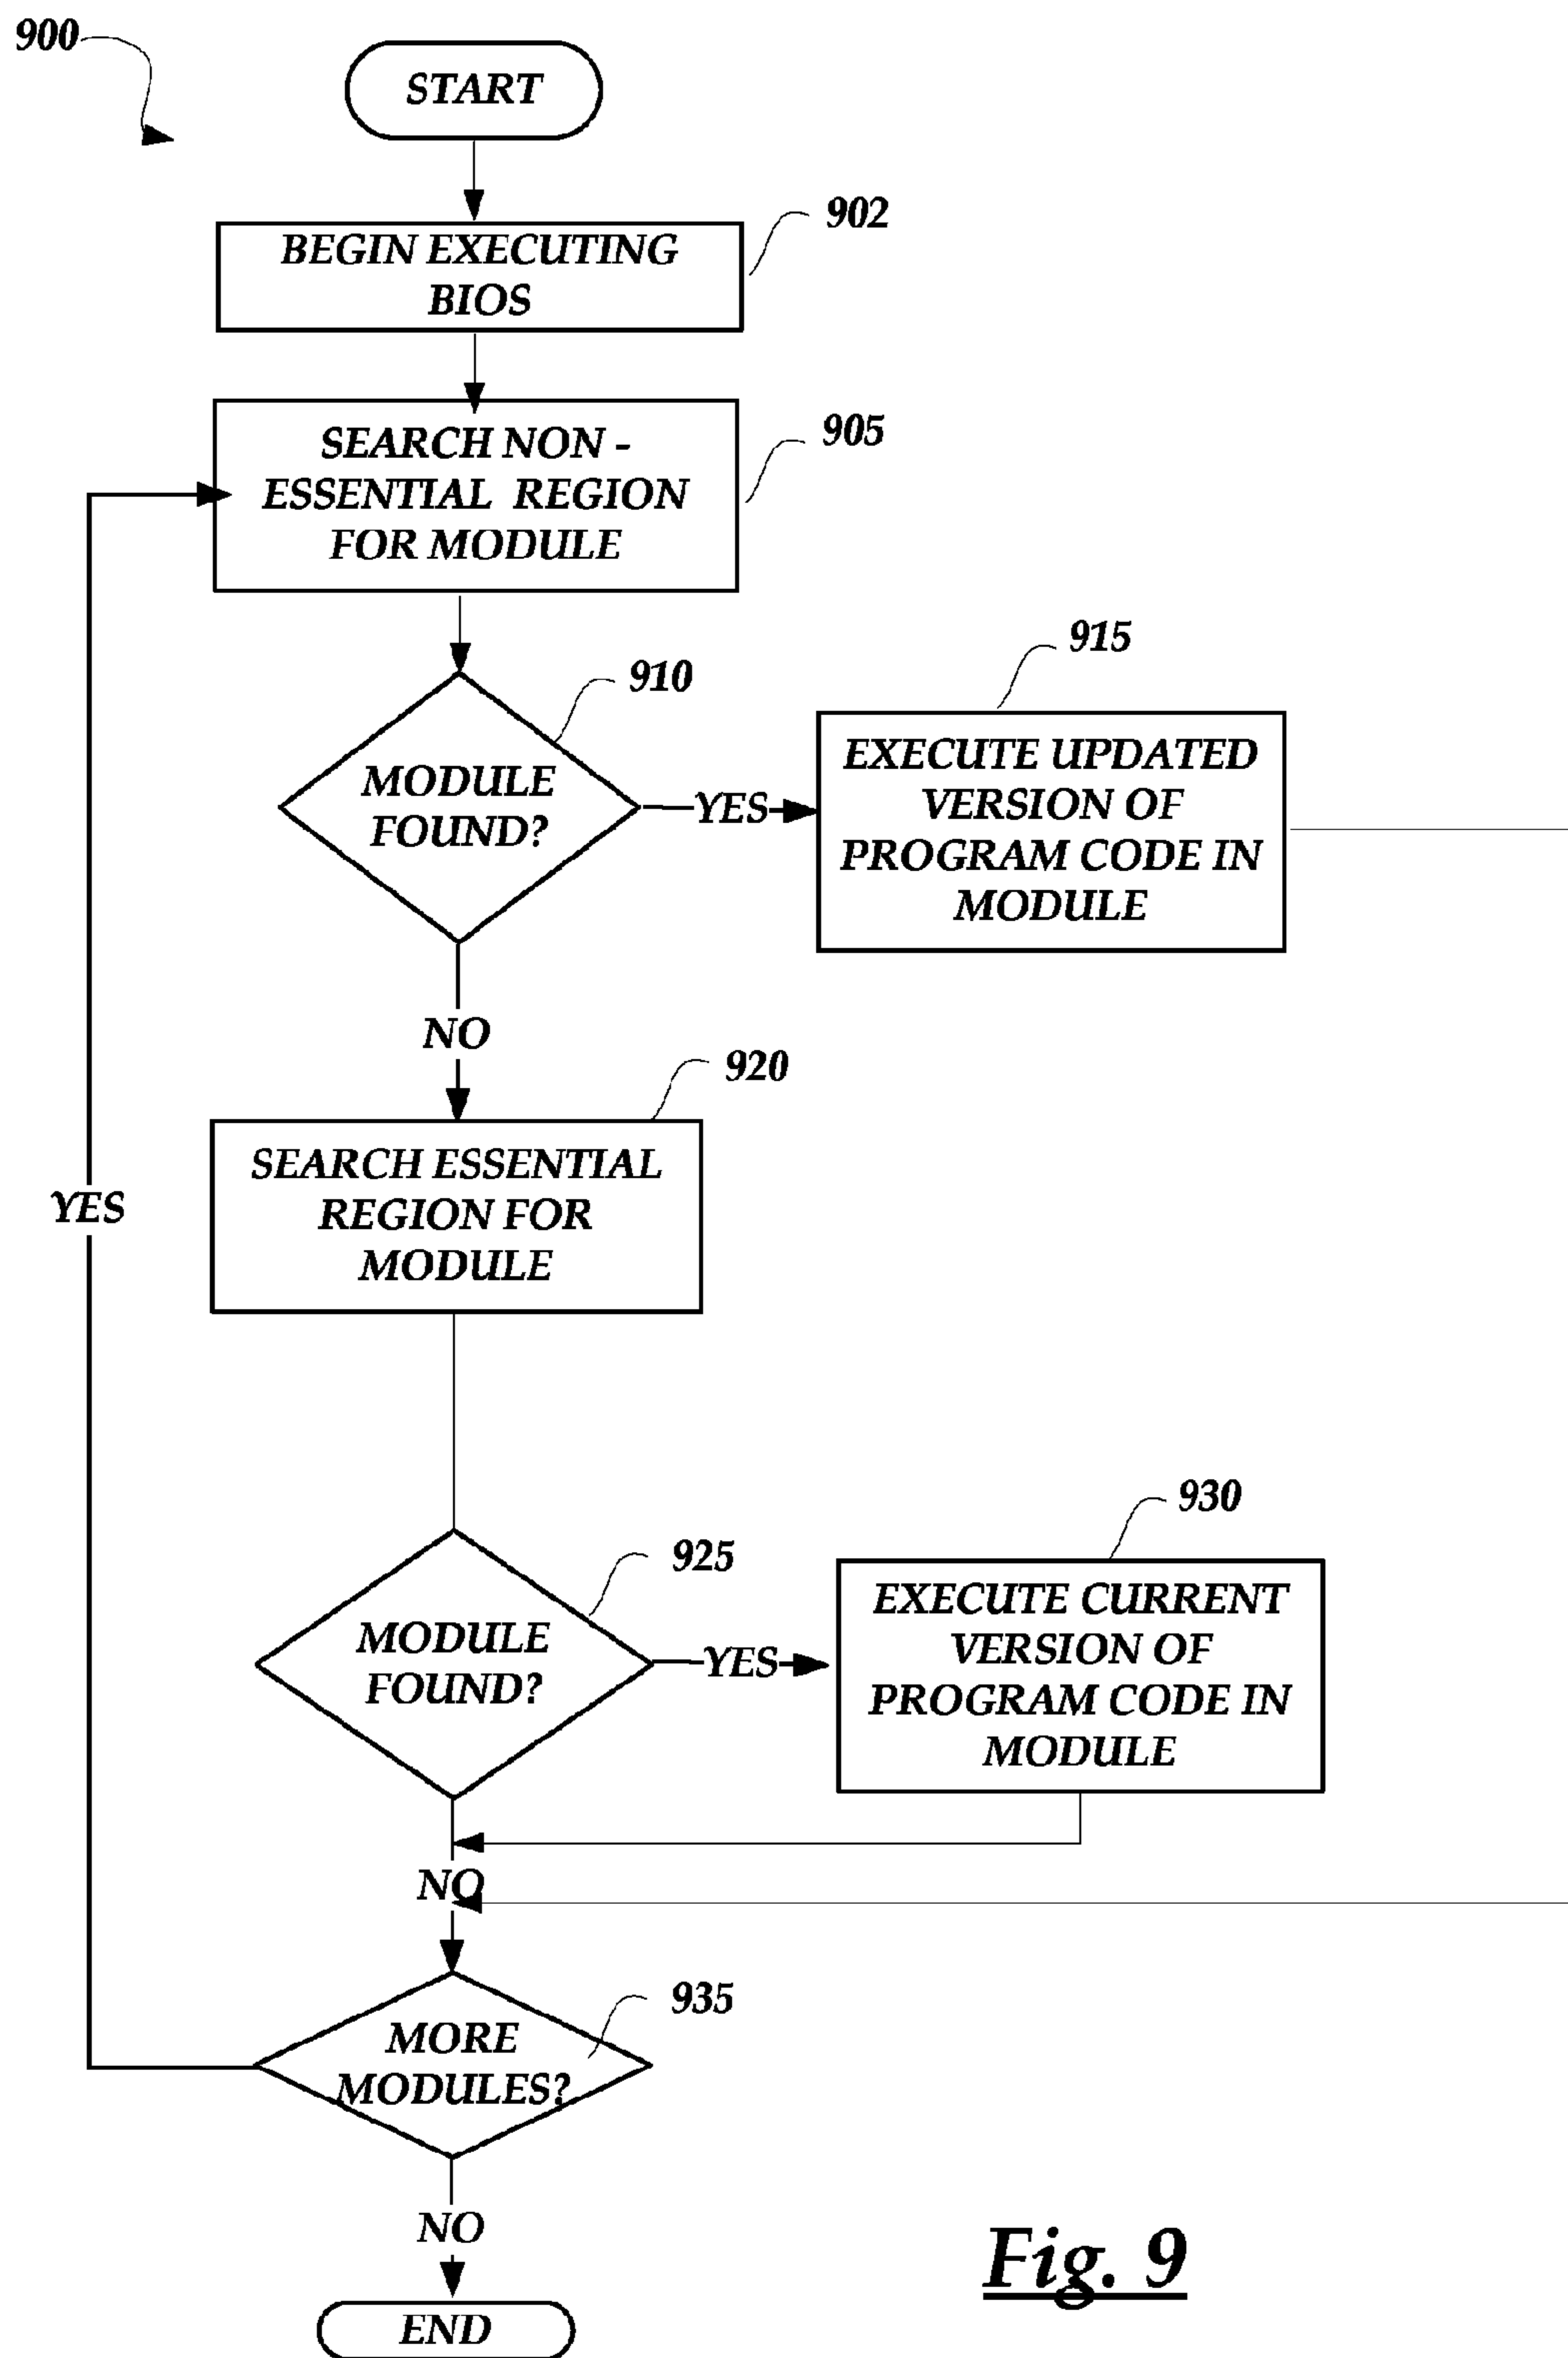 900
START
902
BEGIN EXECUTING
BIOS
905
SEARCH NON -
ESSENTIAL REGION
FOR MODULE
910
MODULE
FOUND?
YES
915
EXECUTE UPDATED
VERSION OF
PROGRAM CODE IN
MODULE
NO
920
SEARCH ESSENTIAL
REGION FOR
MODULE
YES
925
MODULE
FOUND?
YES
930
EXECUTE CURRENT
VERSION OF
PROGRAM CODE IN
MODULE
NO
935
MORE
MODULES?
NO
END
Fig. 9